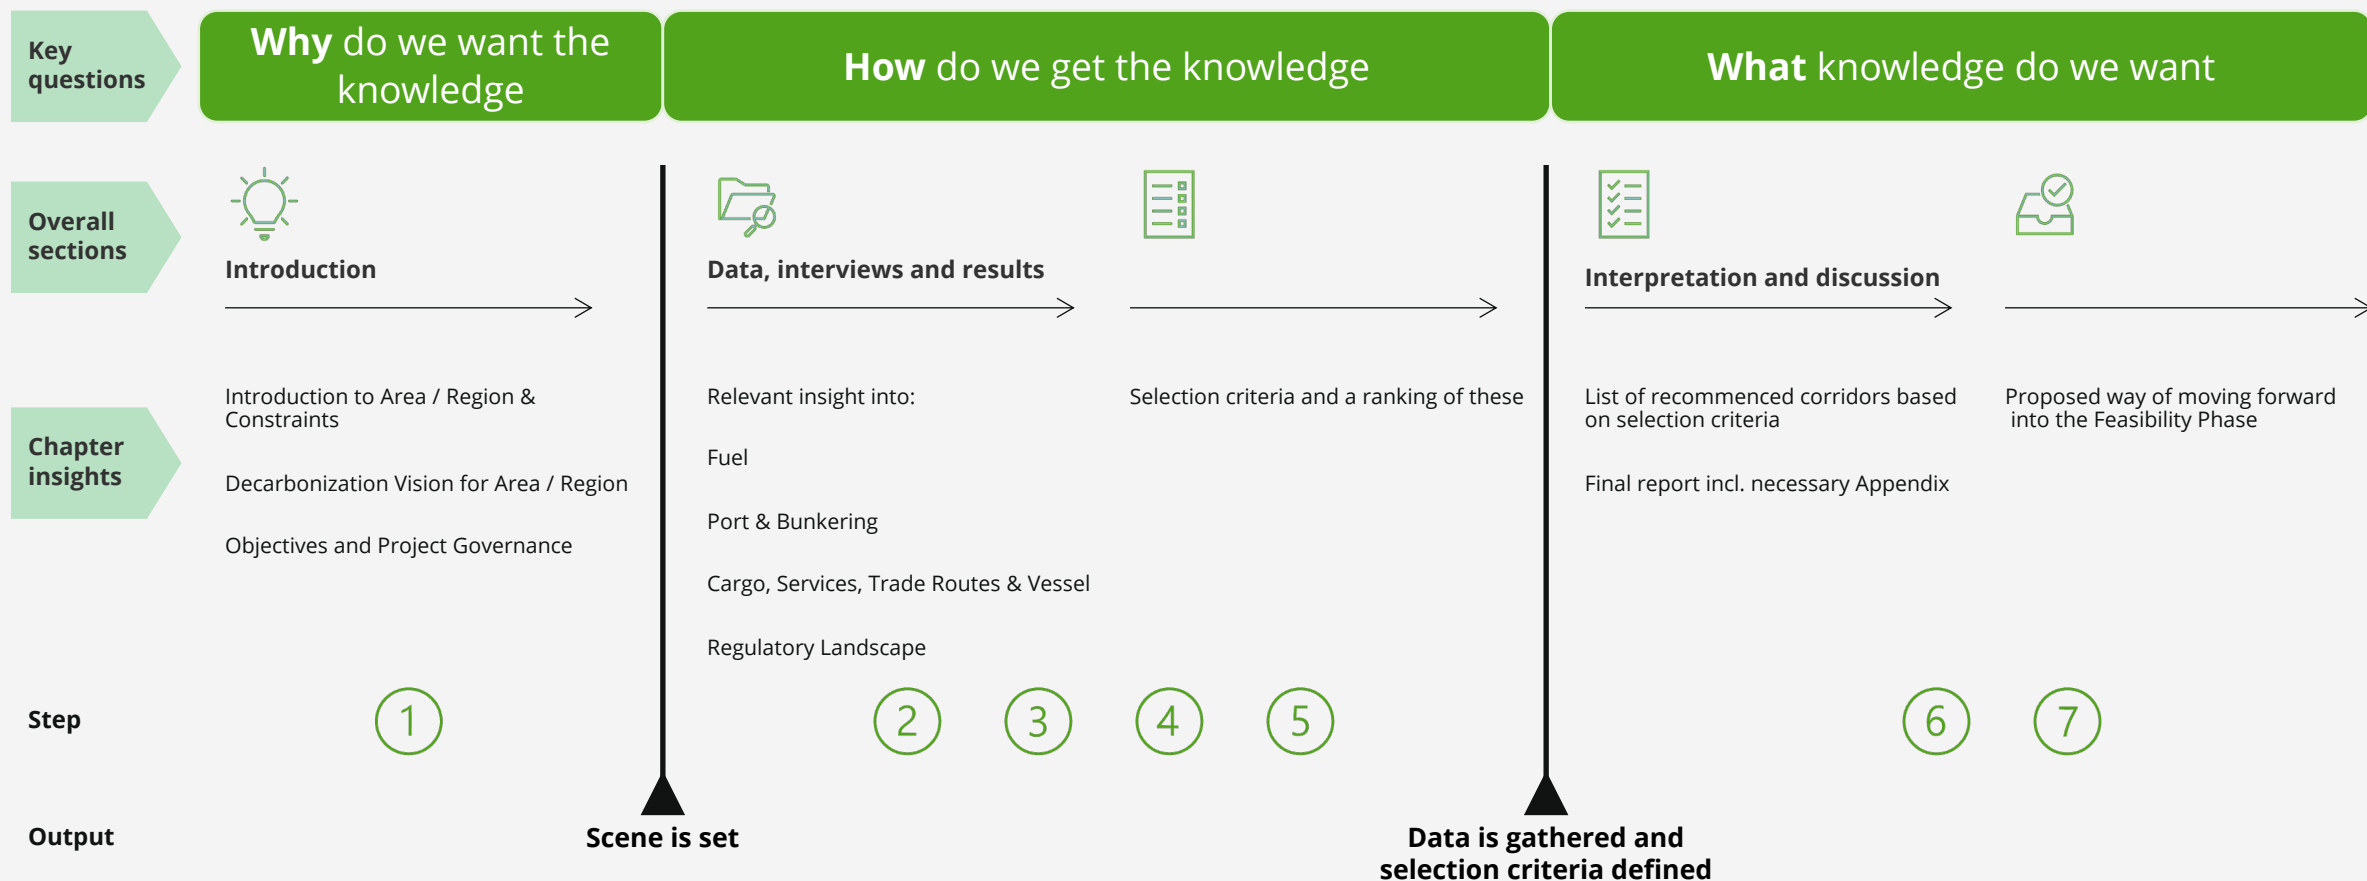 Key
questions
Why do we want the
knowledge
How do we get the knowledge
What knowledge do we want
Overall
sections
Introduction
Data, interviews and results
Interpretation and discussion
Chapter
insights
Introduction to Area / Region &
Constraints
Decarbonization Vision for Area / Region
Objectives and Project Governance
Relevant insight into:
Fuel
Port & Bunkering
Cargo, Services, Trade Routes & Vessel
Regulatory Landscape
Selection criteria and a ranking of these
List of recommenced corridors based
on selection criteria
Final report incl. necessary Appendix
Proposed way of moving forward
into the Feasibility Phase
Step
1
2
3
4
5
6
7
Output
Scene is set
Data is gathered and
selection criteria defined